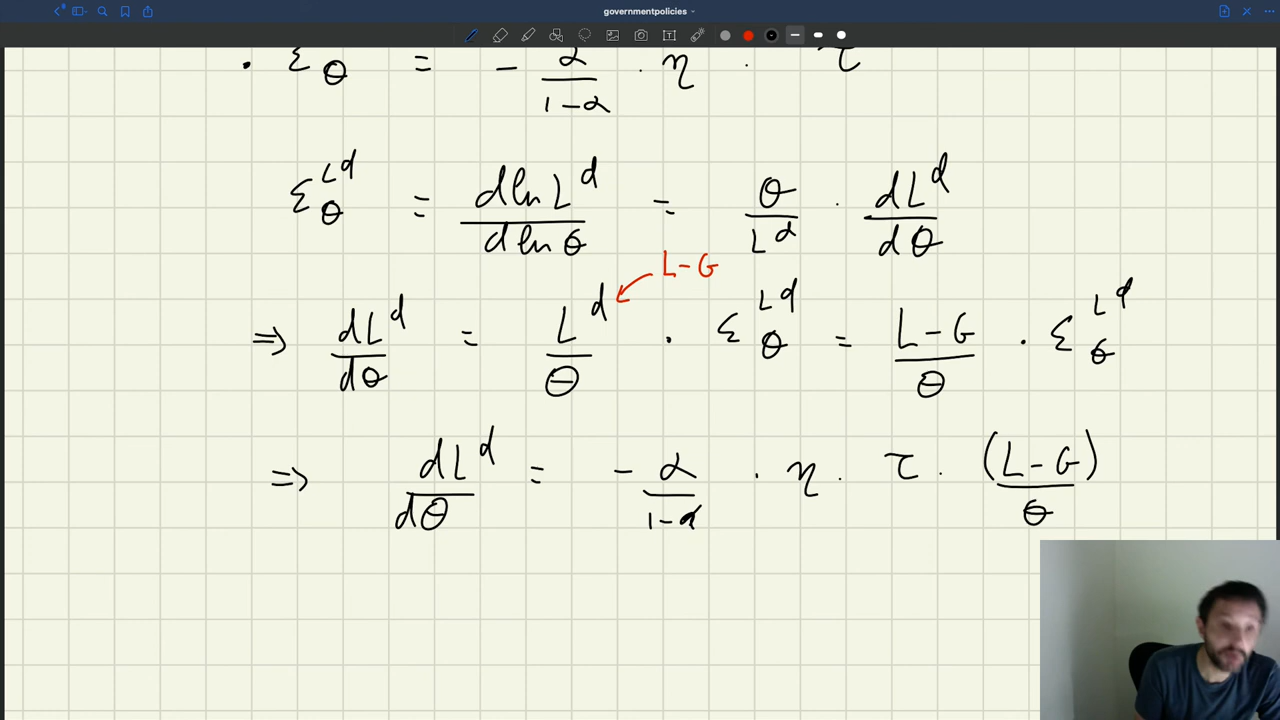 governmentpolicies
· ε_θ = - α/(1-α) · η · τ
ε_θ^{L^d} = d ln L^d / d ln θ = θ/L^d · dL^d/dθ
L-G
⇒ dL^d/dθ = L^d/θ · ε_θ^{L^d} = (L-G)/θ · ε_θ^{L^d}
⇒ dL^d/dθ = - α/(1-α) · η · τ · (L-G)/θ